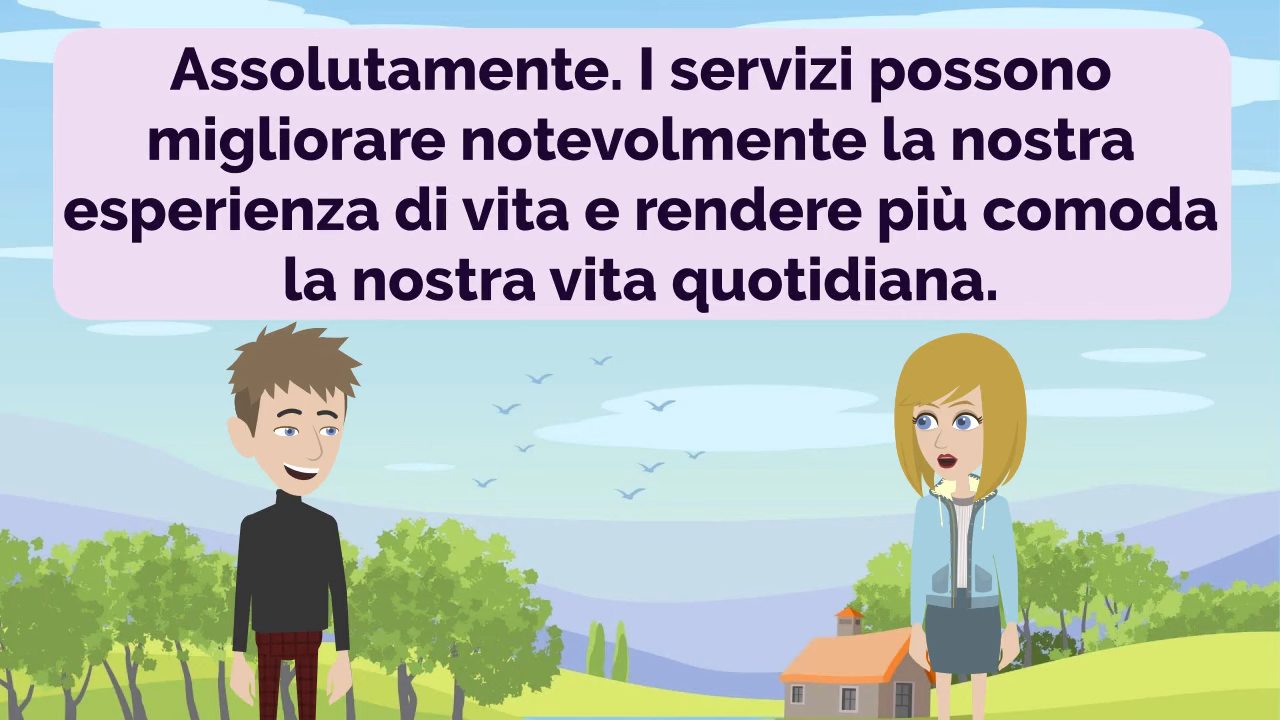 Assolutamente. I servizi possono
migliorare notevolmente la nostra
esperienza di vita e rendere più comoda
la nostra vita quotidiana.